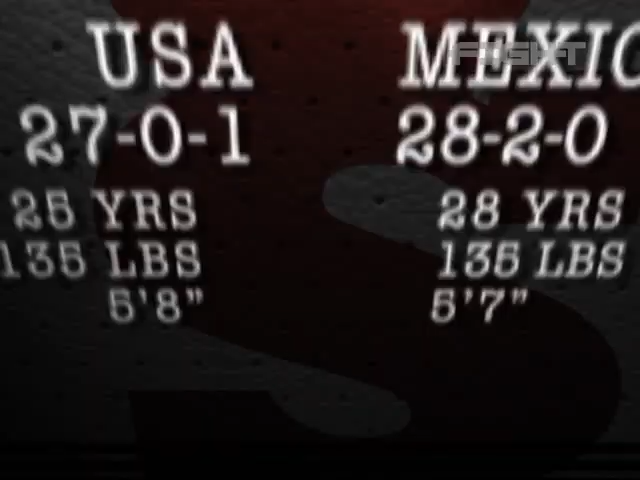 USA MEXIC
FIGHT
27-0-1 28-2-0
25 YRS 28 YRS
135 LBS 135 LBS
5'8" 5'7"